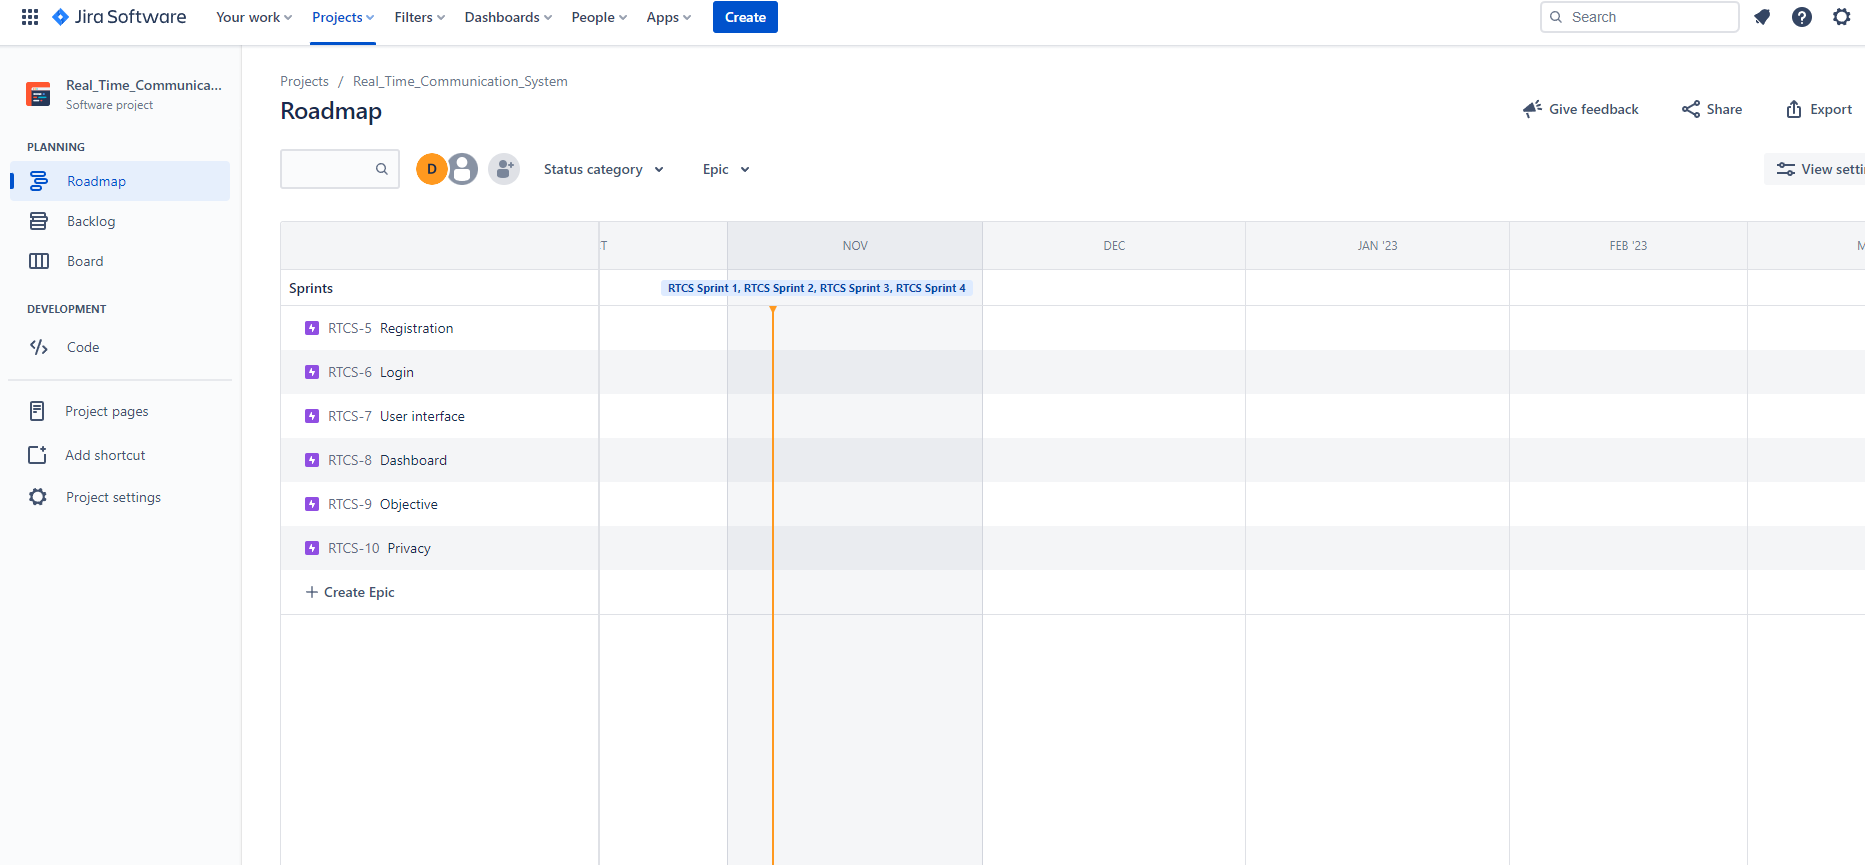 Jira Software Your work Projects Filters Dashboards People Apps Create Search
Real_Time_Communica...
Software project
PLANNING
Roadmap
Backlog
Board
DEVELOPMENT
Code
Project pages
Add shortcut
Project settings
Projects / Real_Time_Communication_System
Roadmap
Give feedback Share Export
D Status category Epic
View setti
T NOV DEC JAN '23 FEB '23 M
Sprints RTCS Sprint 1, RTCS Sprint 2, RTCS Sprint 3, RTCS Sprint 4
RTCS-5 Registration
RTCS-6 Login
RTCS-7 User interface
RTCS-8 Dashboard
RTCS-9 Objective
RTCS-10 Privacy
+ Create Epic